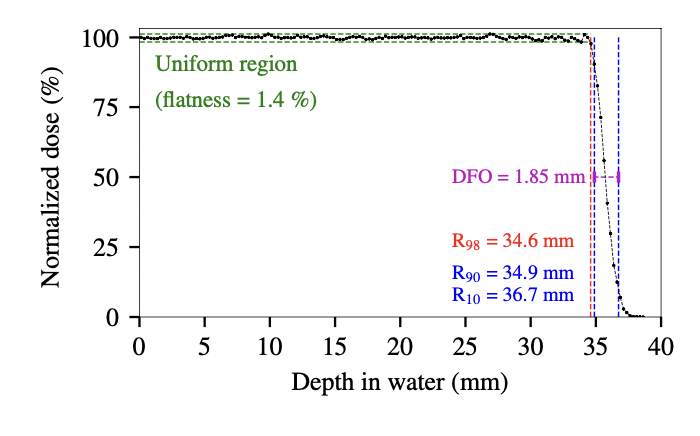 Normalized dose (%)
100
75
50
25
0
Uniform region
(flatness = 1.4 %)
DFO = 1.85 mm
R₉₈ = 34.6 mm
R₉₀ = 34.9 mm
R₁₀ = 36.7 mm
0 5 10 15 20 25 30 35 40
Depth in water (mm)